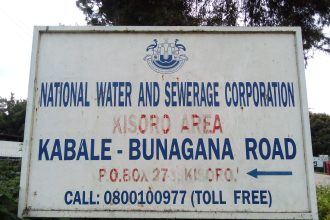 NATIONAL WATER AND SEWERAGE CORPORATION
KISORO AREA
KABALE - BUNAGANA ROAD
P.O.BOX 27 KISORO
CALL: 0800100977 (TOLL FREE)